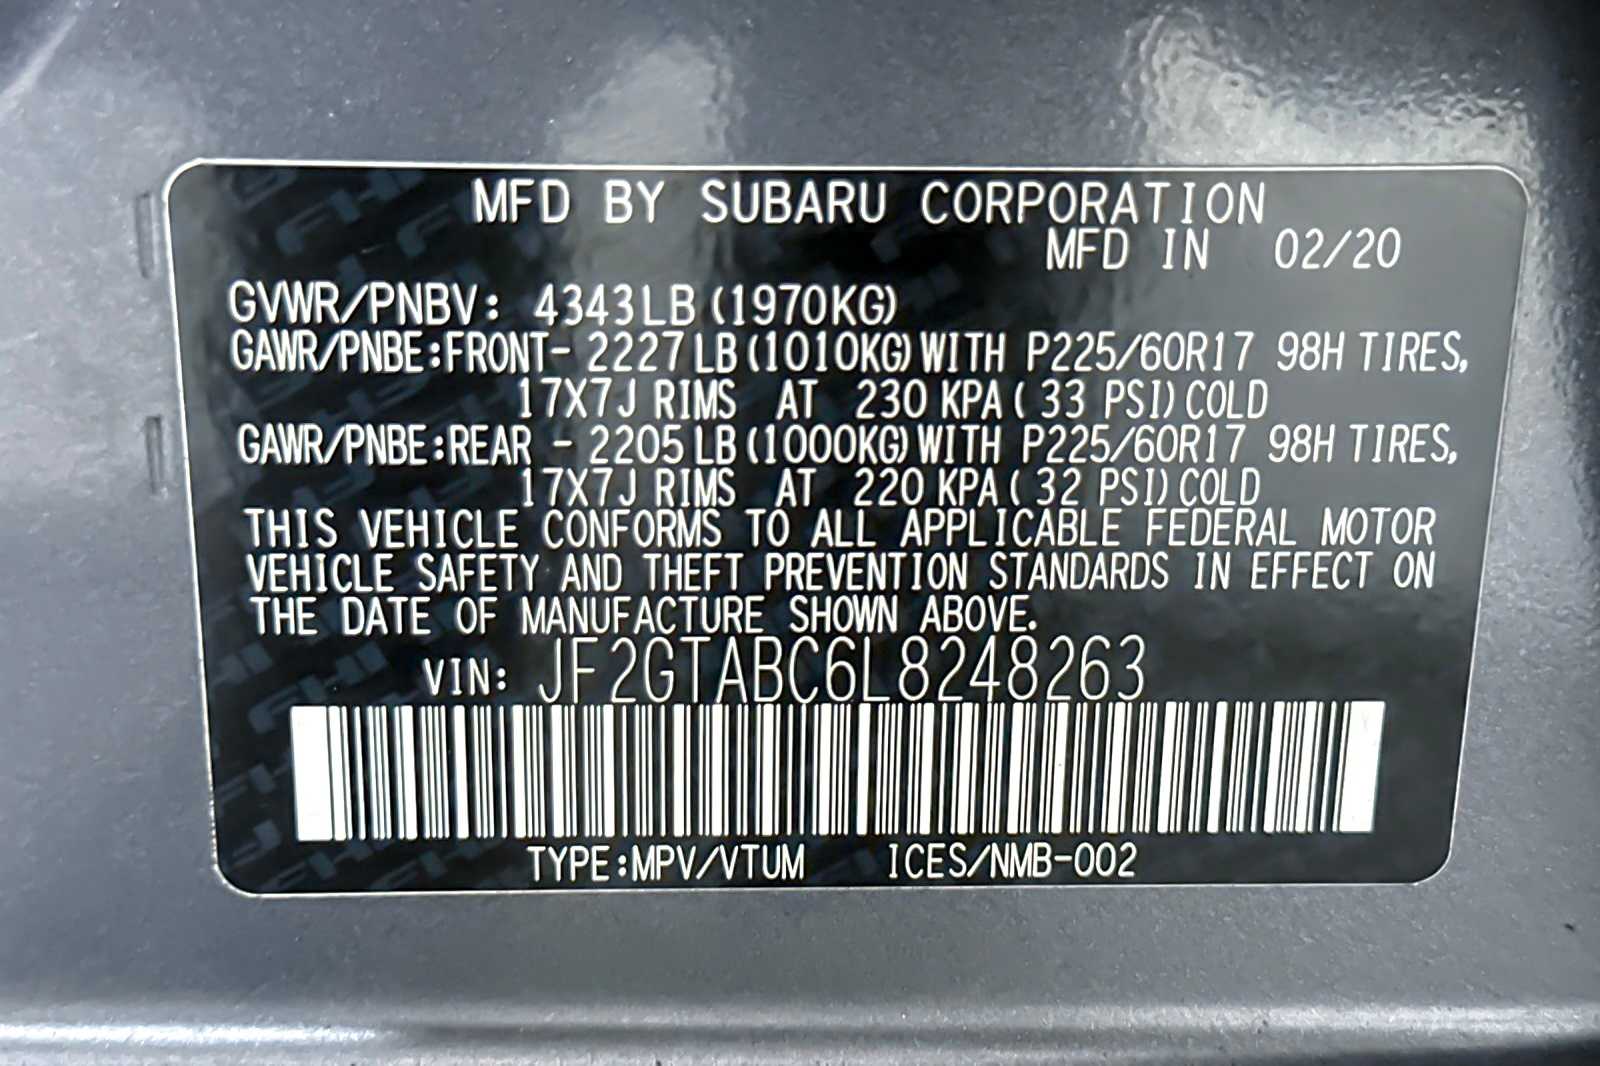 MFD BY SUBARU CORPORATION
MFD IN 02/20
GVWR/PNBV: 4343LB (1970KG)
GAWR/PNBE:FRONT- 2227LB (1010KG) WITH P225/60R17 98H TIRES,
17X7J RIMS AT 230 KPA ( 33 PSI) COLD
GAWR/PNBE:REAR - 2205LB (1000KG) WITH P225/60R17 98H TIRES,
17X7J RIMS AT 220 KPA ( 32 PSI) COLD
THIS VEHICLE CONFORMS TO ALL APPLICABLE FEDERAL MOTOR
VEHICLE SAFETY AND THEFT PREVENTION STANDARDS IN EFFECT ON
THE DATE OF MANUFACTURE SHOWN ABOVE.
VIN: JF2GTABC6L8248263
TYPE:MPV/VTUM ICES/NMB-002